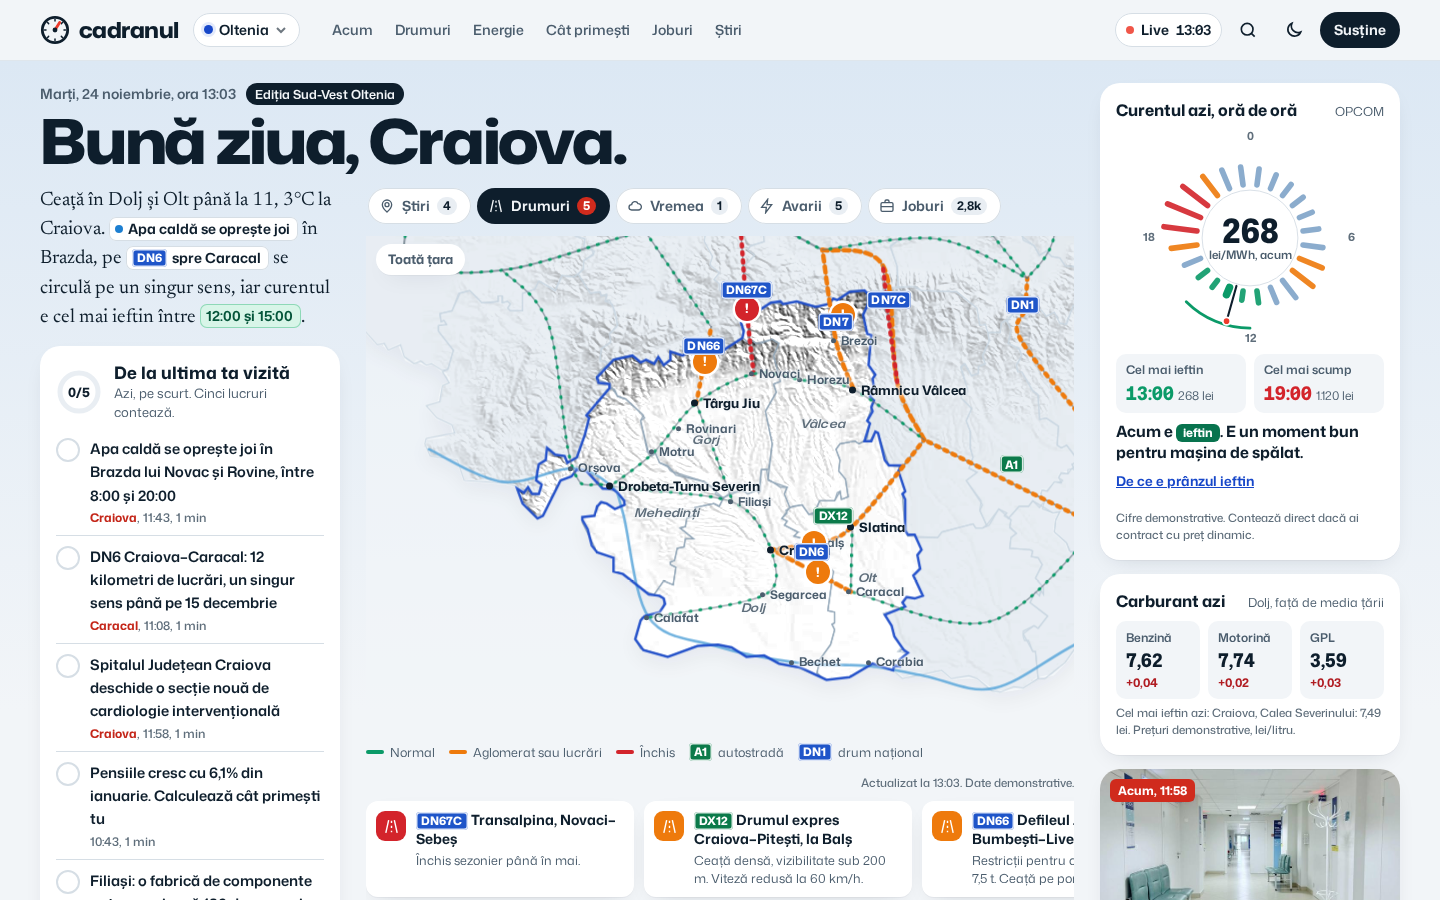 cadranul
Oltenia
Acum
Drumuri
Energie
Cât primești
Joburi
Știri
Live 13:03
Susține
Marți, 24 noiembrie, ora 13:03
Ediția Sud-Vest Oltenia
Bună ziua, Craiova.
Ceață în Dolj și Olt până la 11, 3°C la
Craiova. Apa caldă se oprește joi în
Brazda, pe DN6 spre Caracal se
circulă pe un singur sens, iar curentul
e cel mai ieftin între 12:00 și 15:00.
0/5
De la ultima ta vizită
Azi, pe scurt. Cinci lucruri
contează.
Apa caldă se oprește joi în
Brazda lui Novac și Rovine, între
8:00 și 20:00
Craiova, 11:43, 1 min
DN6 Craiova–Caracal: 12
kilometri de lucrări, un singur
sens până pe 15 decembrie
Caracal, 11:08, 1 min
Spitalul Județean Craiova
deschide o secție nouă de
cardiologie intervențională
Craiova, 11:58, 1 min
Pensiile cresc cu 6,1% din
ianuarie. Calculează cât primești
tu
10:43, 1 min
Filiași: o fabrică de componente
Știri 4
Drumuri 5
Vremea 1
Avarii 5
Joburi 2,8k
Toată țara
DN67C
DN7C
DN1
DN7
Brezoi
DN66
Novaci
Horezu
Râmnicu Vâlcea
Târgu Jiu
Vâlcea
Rovinari
Gorj
Motru
A1
Orșova
Drobeta-Turnu Severin
Filiași
Mehedinți
DX12
Slatina
DN6
Olt
Caracal
Segarcea
Dolj
Calafat
Bechet
Corabia
Normal
Aglomerat sau lucrări
Închis
A1 autostradă
DN1 drum național
Actualizat la 13:03. Date demonstrative.
DN67C Transalpina, Novaci–
Sebeș
Închis sezonier până în mai.
DX12 Drumul expres
Craiova–Pitești, la Balș
Ceață densă, vizibilitate sub 200
m. Viteză redusă la 60 km/h.
DN66 Defileul
Bumbești–Live
Restricții pentru
7,5 t. Ceață pe
Curentul azi, oră de oră
OPCOM
0
18
268
6
lei/MWh, acum
12
Cel mai ieftin
13:00 268 lei
Cel mai scump
19:00 1.120 lei
Acum e ieftin. E un moment bun
pentru mașina de spălat.
De ce e prânzul ieftin
Cifre demonstrative. Contează direct dacă ai
contract cu preț dinamic.
Carburant azi
Dolj, față de media țării
Benzină
7,62
+0,04
Motorină
7,74
+0,02
GPL
3,59
+0,03
Cel mai ieftin azi: Craiova, Calea Severinului: 7,49
lei. Prețuri demonstrative, lei/litru.
Acum, 11:58